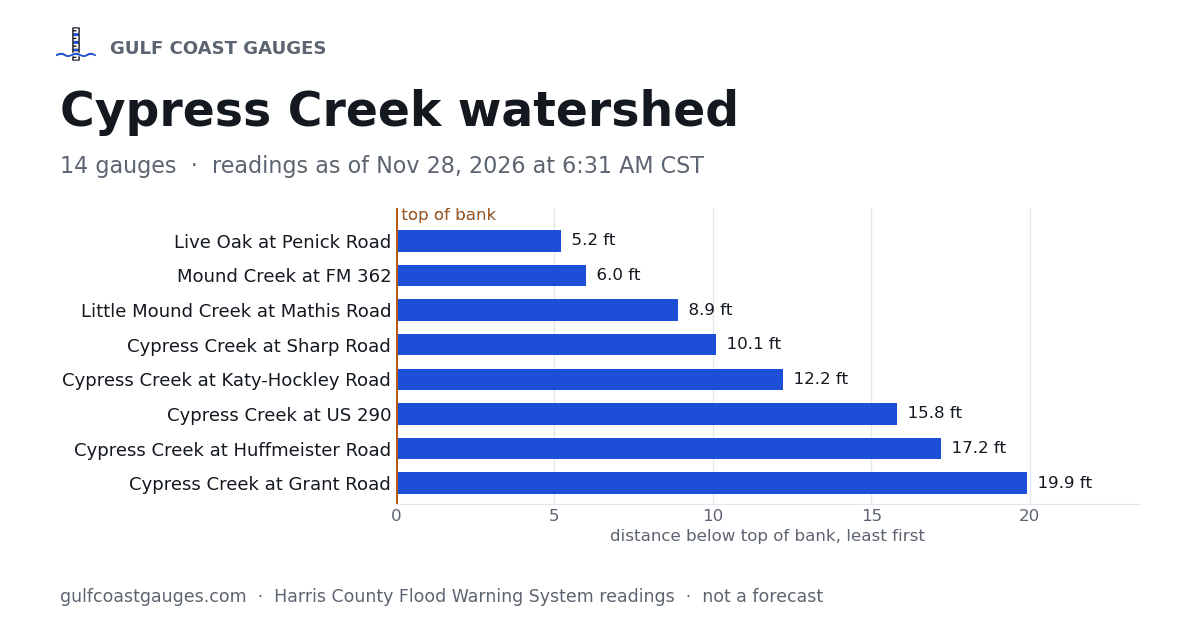 GULF COAST GAUGES
Cypress Creek watershed
14 gauges · readings as of Nov 28, 2026 at 6:31 AM CST
top of bank
Live Oak at Penick Road 5.2 ft
Mound Creek at FM 362 6.0 ft
Little Mound Creek at Mathis Road 8.9 ft
Cypress Creek at Sharp Road 10.1 ft
Cypress Creek at Katy-Hockley Road 12.2 ft
Cypress Creek at US 290 15.8 ft
Cypress Creek at Huffmeister Road 17.2 ft
Cypress Creek at Grant Road 19.9 ft
0 5 10 15 20
distance below top of bank, least first
gulfcoastgauges.com · Harris County Flood Warning System readings · not a forecast